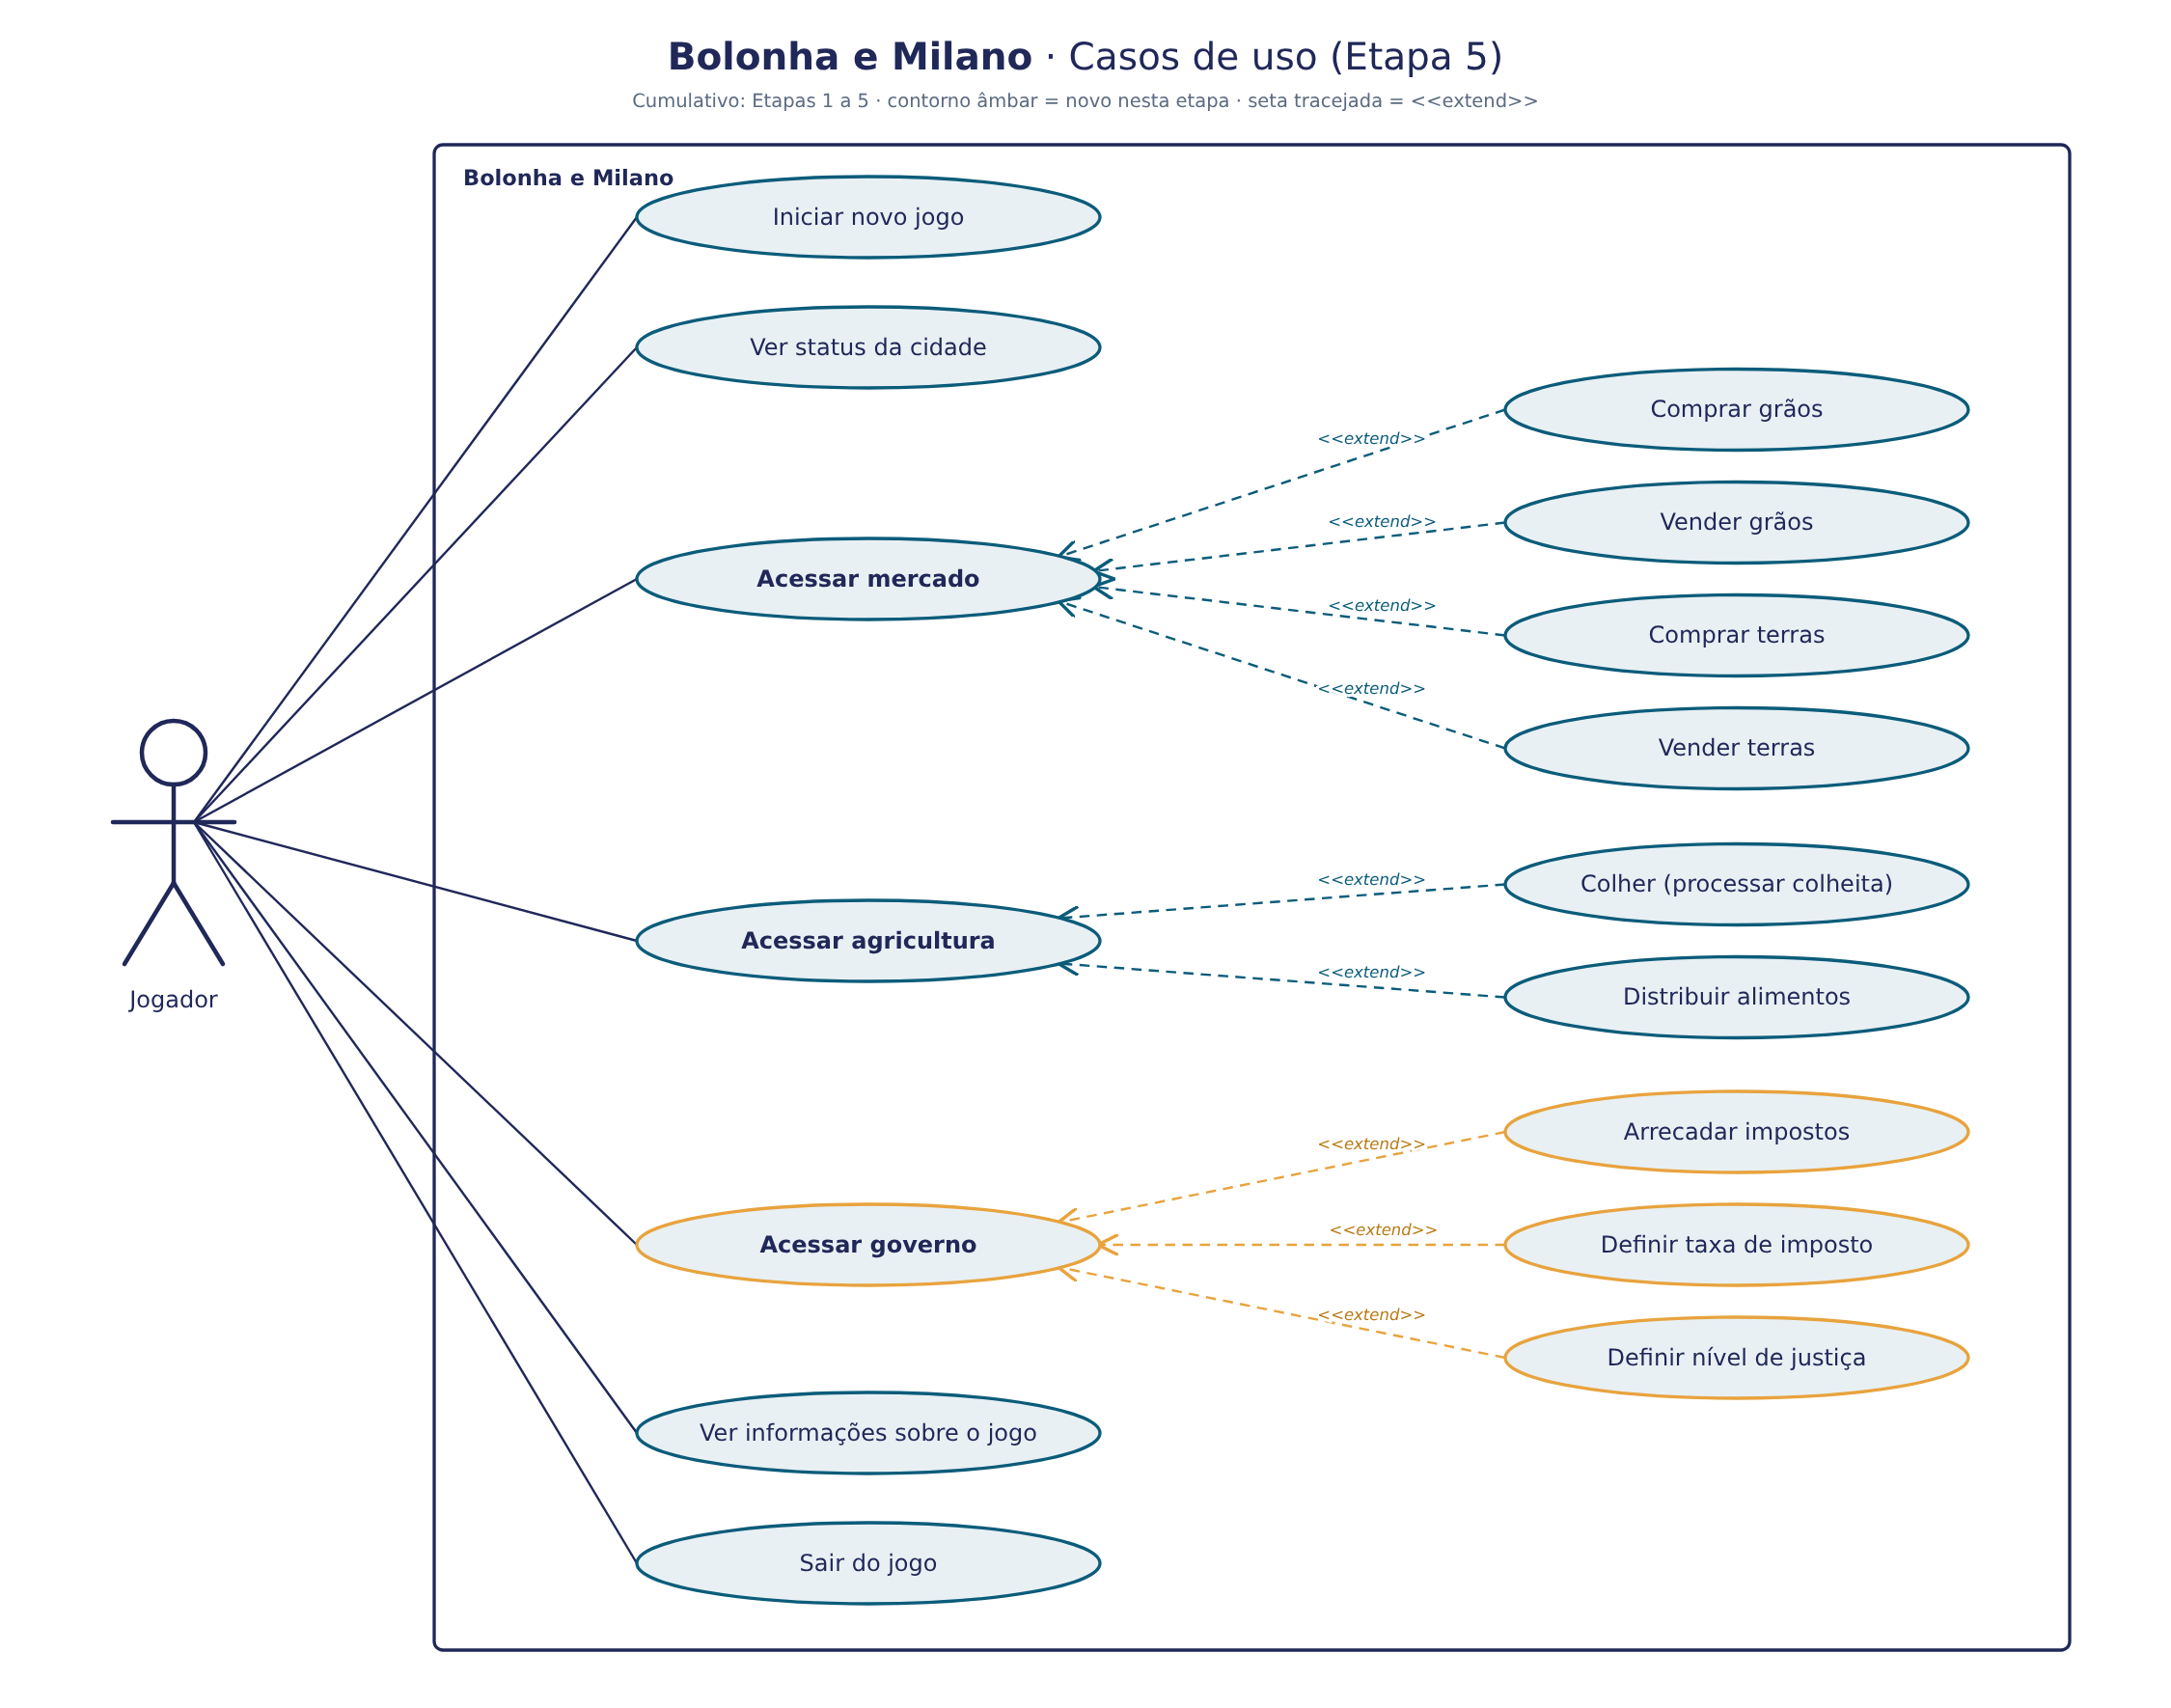 Bolonha e Milano · Casos de uso (Etapa 5)
Cumulativo: Etapas 1 a 5 · contorno âmbar = novo nesta etapa · seta tracejada = <<extend>>
Bolonha e Milano
Iniciar novo jogo
Ver status da cidade
Comprar grãos
<<extend>>
Vender grãos
<<extend>>
Acessar mercado
<<extend>>
Comprar terras
<<extend>>
Vender terras
<<extend>>
Colher (processar colheita)
Acessar agricultura
<<extend>>
Distribuir alimentos
Jogador
Arrecadar impostos
<<extend>>
<<extend>>
Acessar governo
Definir taxa de imposto
<<extend>>
Definir nível de justiça
Ver informações sobre o jogo
Sair do jogo